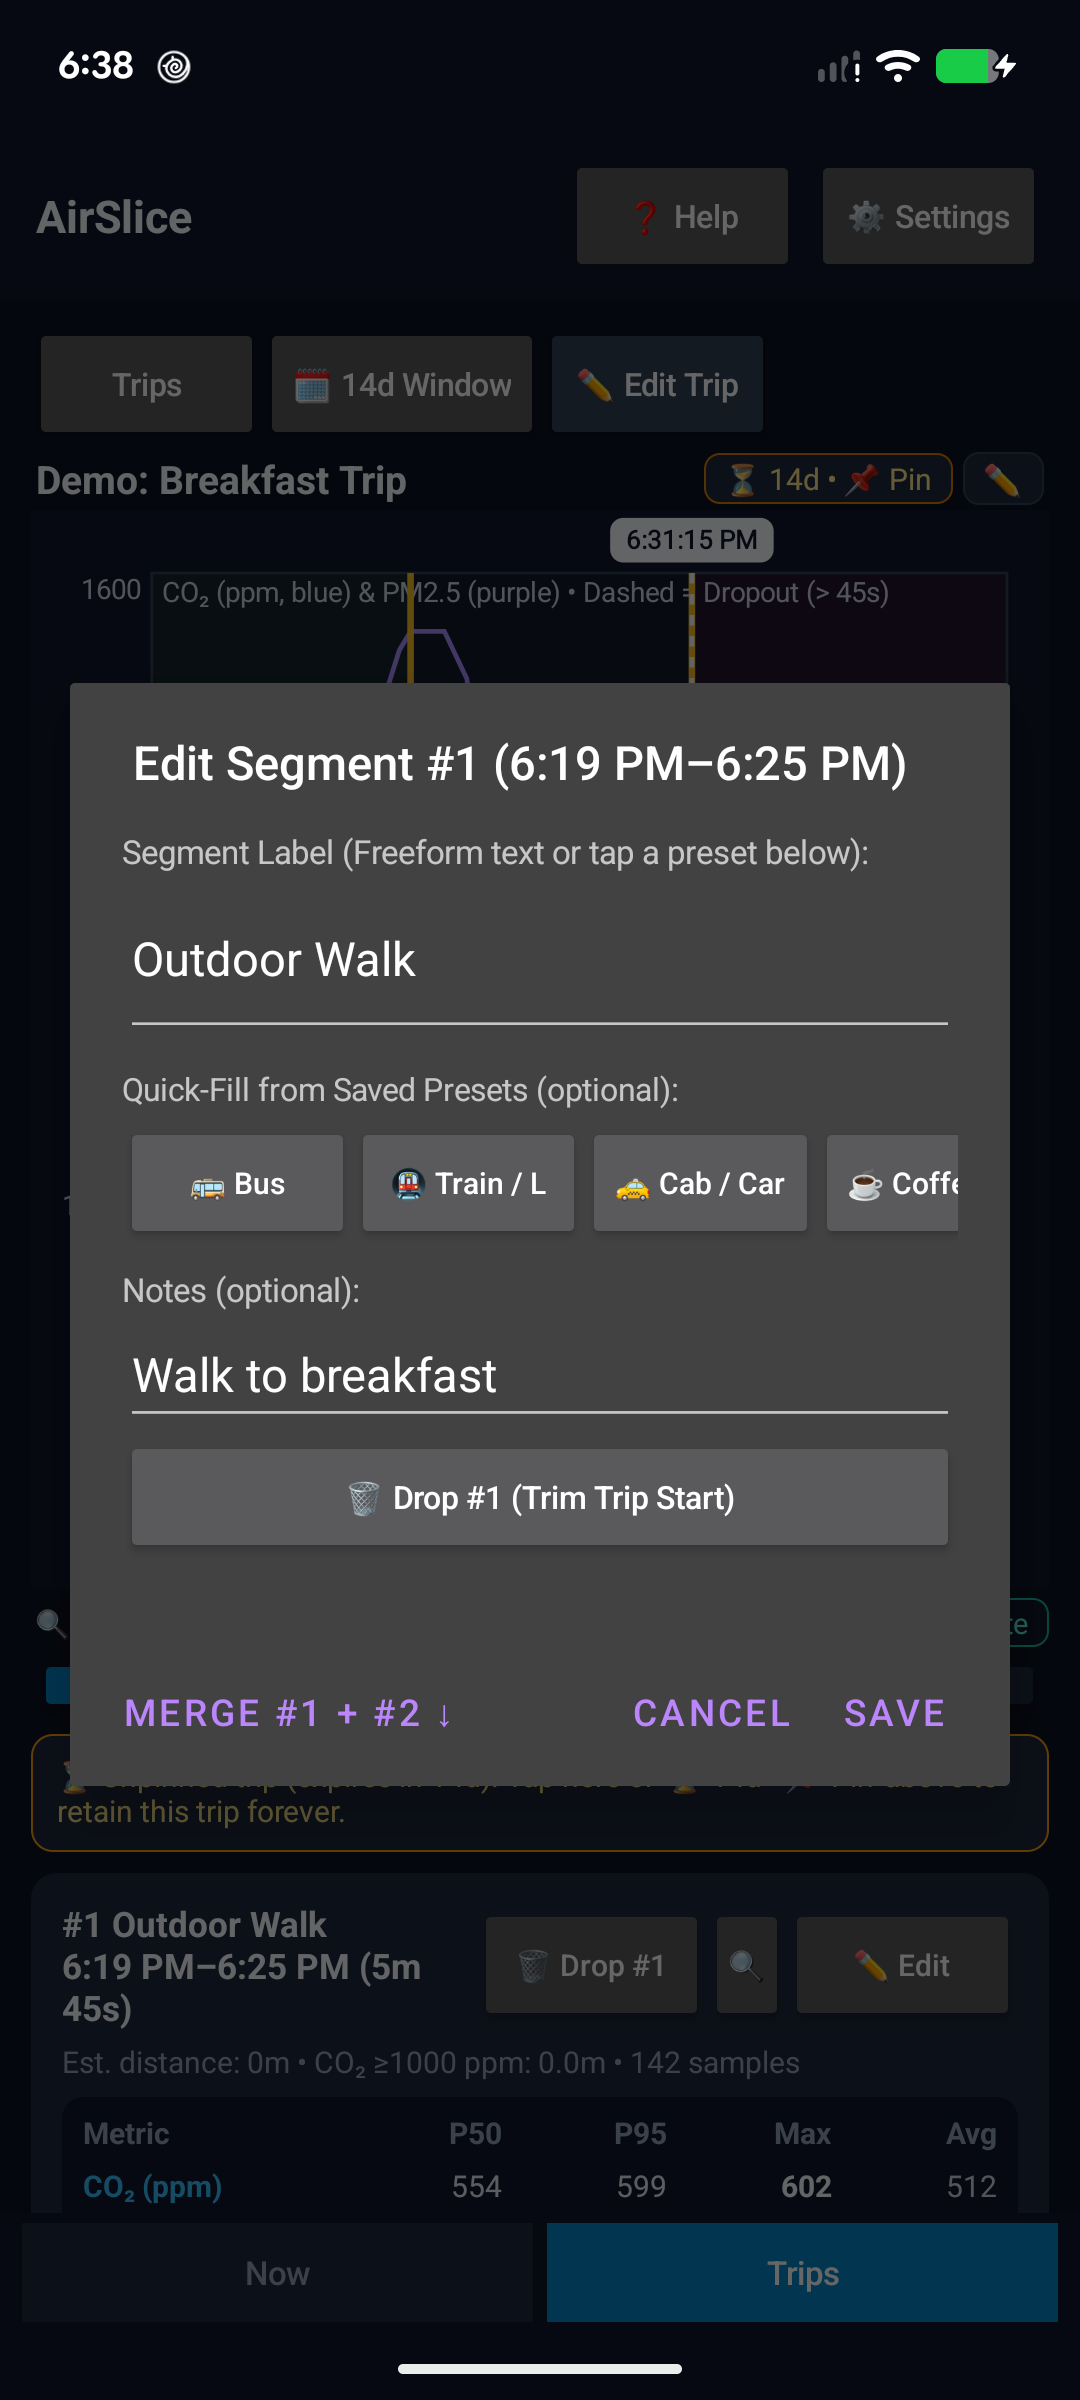 6:38
AirSlice
❓ Help
⚙️ Settings
Trips
🗓️ 14d Window
✏️ Edit Trip
Demo: Breakfast Trip
⏳ 14d • 📌 Pin
✏️
6:31:15 PM
1600
CO₂ (ppm, blue) & PM2.5 (purple) • Dashed = Dropout (> 45s)
Edit Segment #1 (6:19 PM–6:25 PM)
Segment Label (Freeform text or tap a preset below):
Outdoor Walk
Quick-Fill from Saved Presets (optional):
🚌 Bus
🚇 Train / L
🚕 Cab / Car
☕ Coffe
Notes (optional):
Walk to breakfast
🗑️ Drop #1 (Trim Trip Start)
MERGE #1 + #2 ↓
CANCEL
SAVE
retain this trip forever.
#1 Outdoor Walk
6:19 PM–6:25 PM (5m
45s)
🗑️ Drop #1
🔍
✏️ Edit
Est. distance: 0m • CO₂ ≥1000 ppm: 0.0m • 142 samples
Metric P50 P95 Max Avg
CO₂ (ppm) 554 599 602 512
Now
Trips